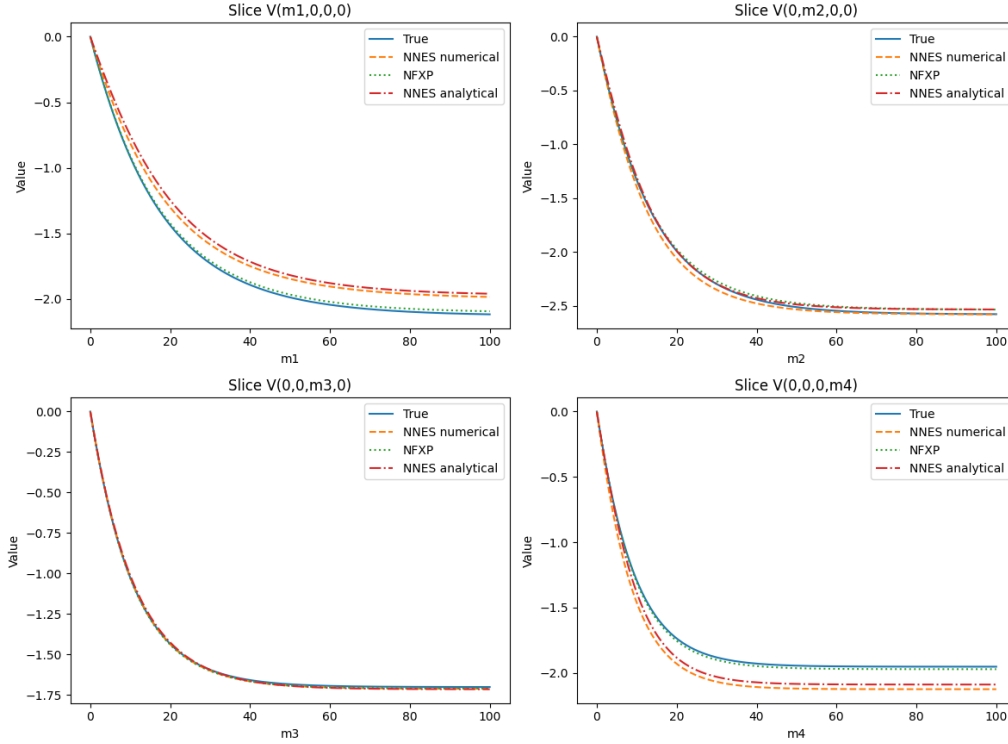 Slice V(m1,0,0,0)
0.0
−0.5
−1.0
−1.5
−2.0
Value
0 20 40 60 80 100
m1
True
NNES numerical
NFXP
NNES analytical
Slice V(0,m2,0,0)
0.0
−0.5
−1.0
−1.5
−2.0
−2.5
Value
0 20 40 60 80 100
m2
True
NNES numerical
NFXP
NNES analytical
Slice V(0,0,m3,0)
0.00
−0.25
−0.50
−0.75
−1.00
−1.25
−1.50
−1.75
Value
0 20 40 60 80 100
m3
True
NNES numerical
NFXP
NNES analytical
Slice V(0,0,0,m4)
0.0
−0.5
−1.0
−1.5
−2.0
Value
0 20 40 60 80 100
m4
True
NNES numerical
NFXP
NNES analytical